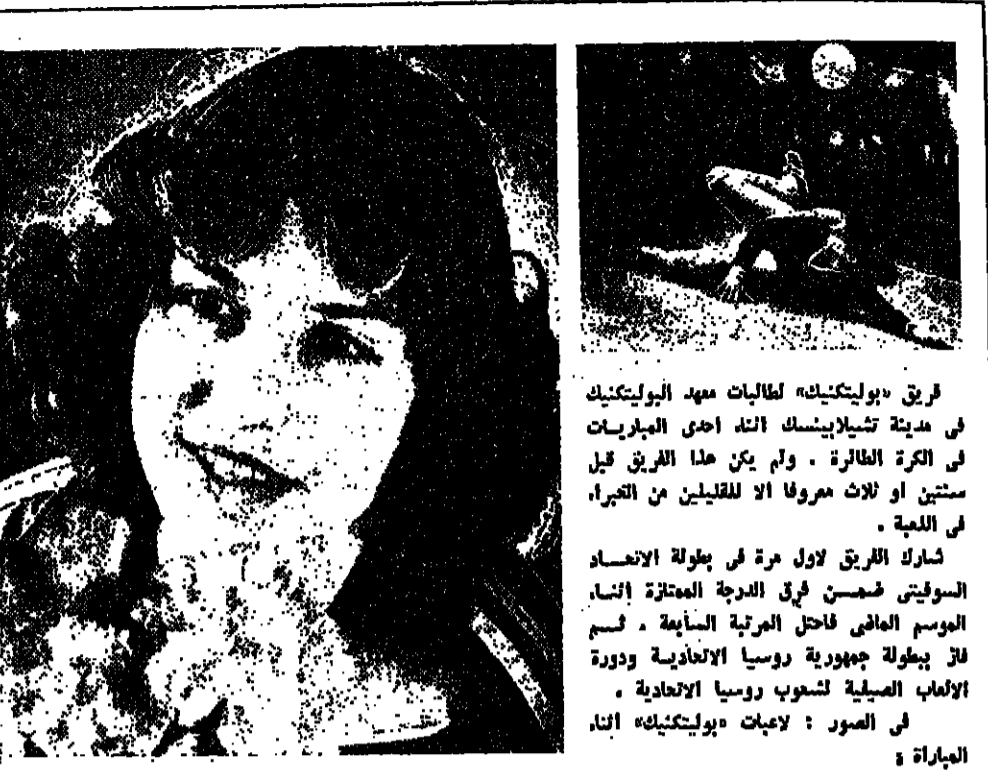 فريق «بوليتكنيك» لطالبات معهد البوليتكنيك
فى مدينة تشيلابينسك اثناء احدى المباريات
فى الكرة الطائرة . ولم يكن هذا الفريق قبل
سنتين او ثلاث معروفا الا للقليلين من الخبراء
فى اللعبة .
شارك الفريق لاول مرة فى بطولة الاتحاد
السوفيتى ضمن فرق الدرجة الممتازة اثناء
الموسم الماضى فاحتل المرتبة السابعة . ثم
فاز ببطولة جمهورية روسيا الاتحادية ودورة
الالعاب الصيفية لشعوب روسيا الاتحادية .
فى الصور : لاعبات «بوليتكنيك» اثناء
المباراة